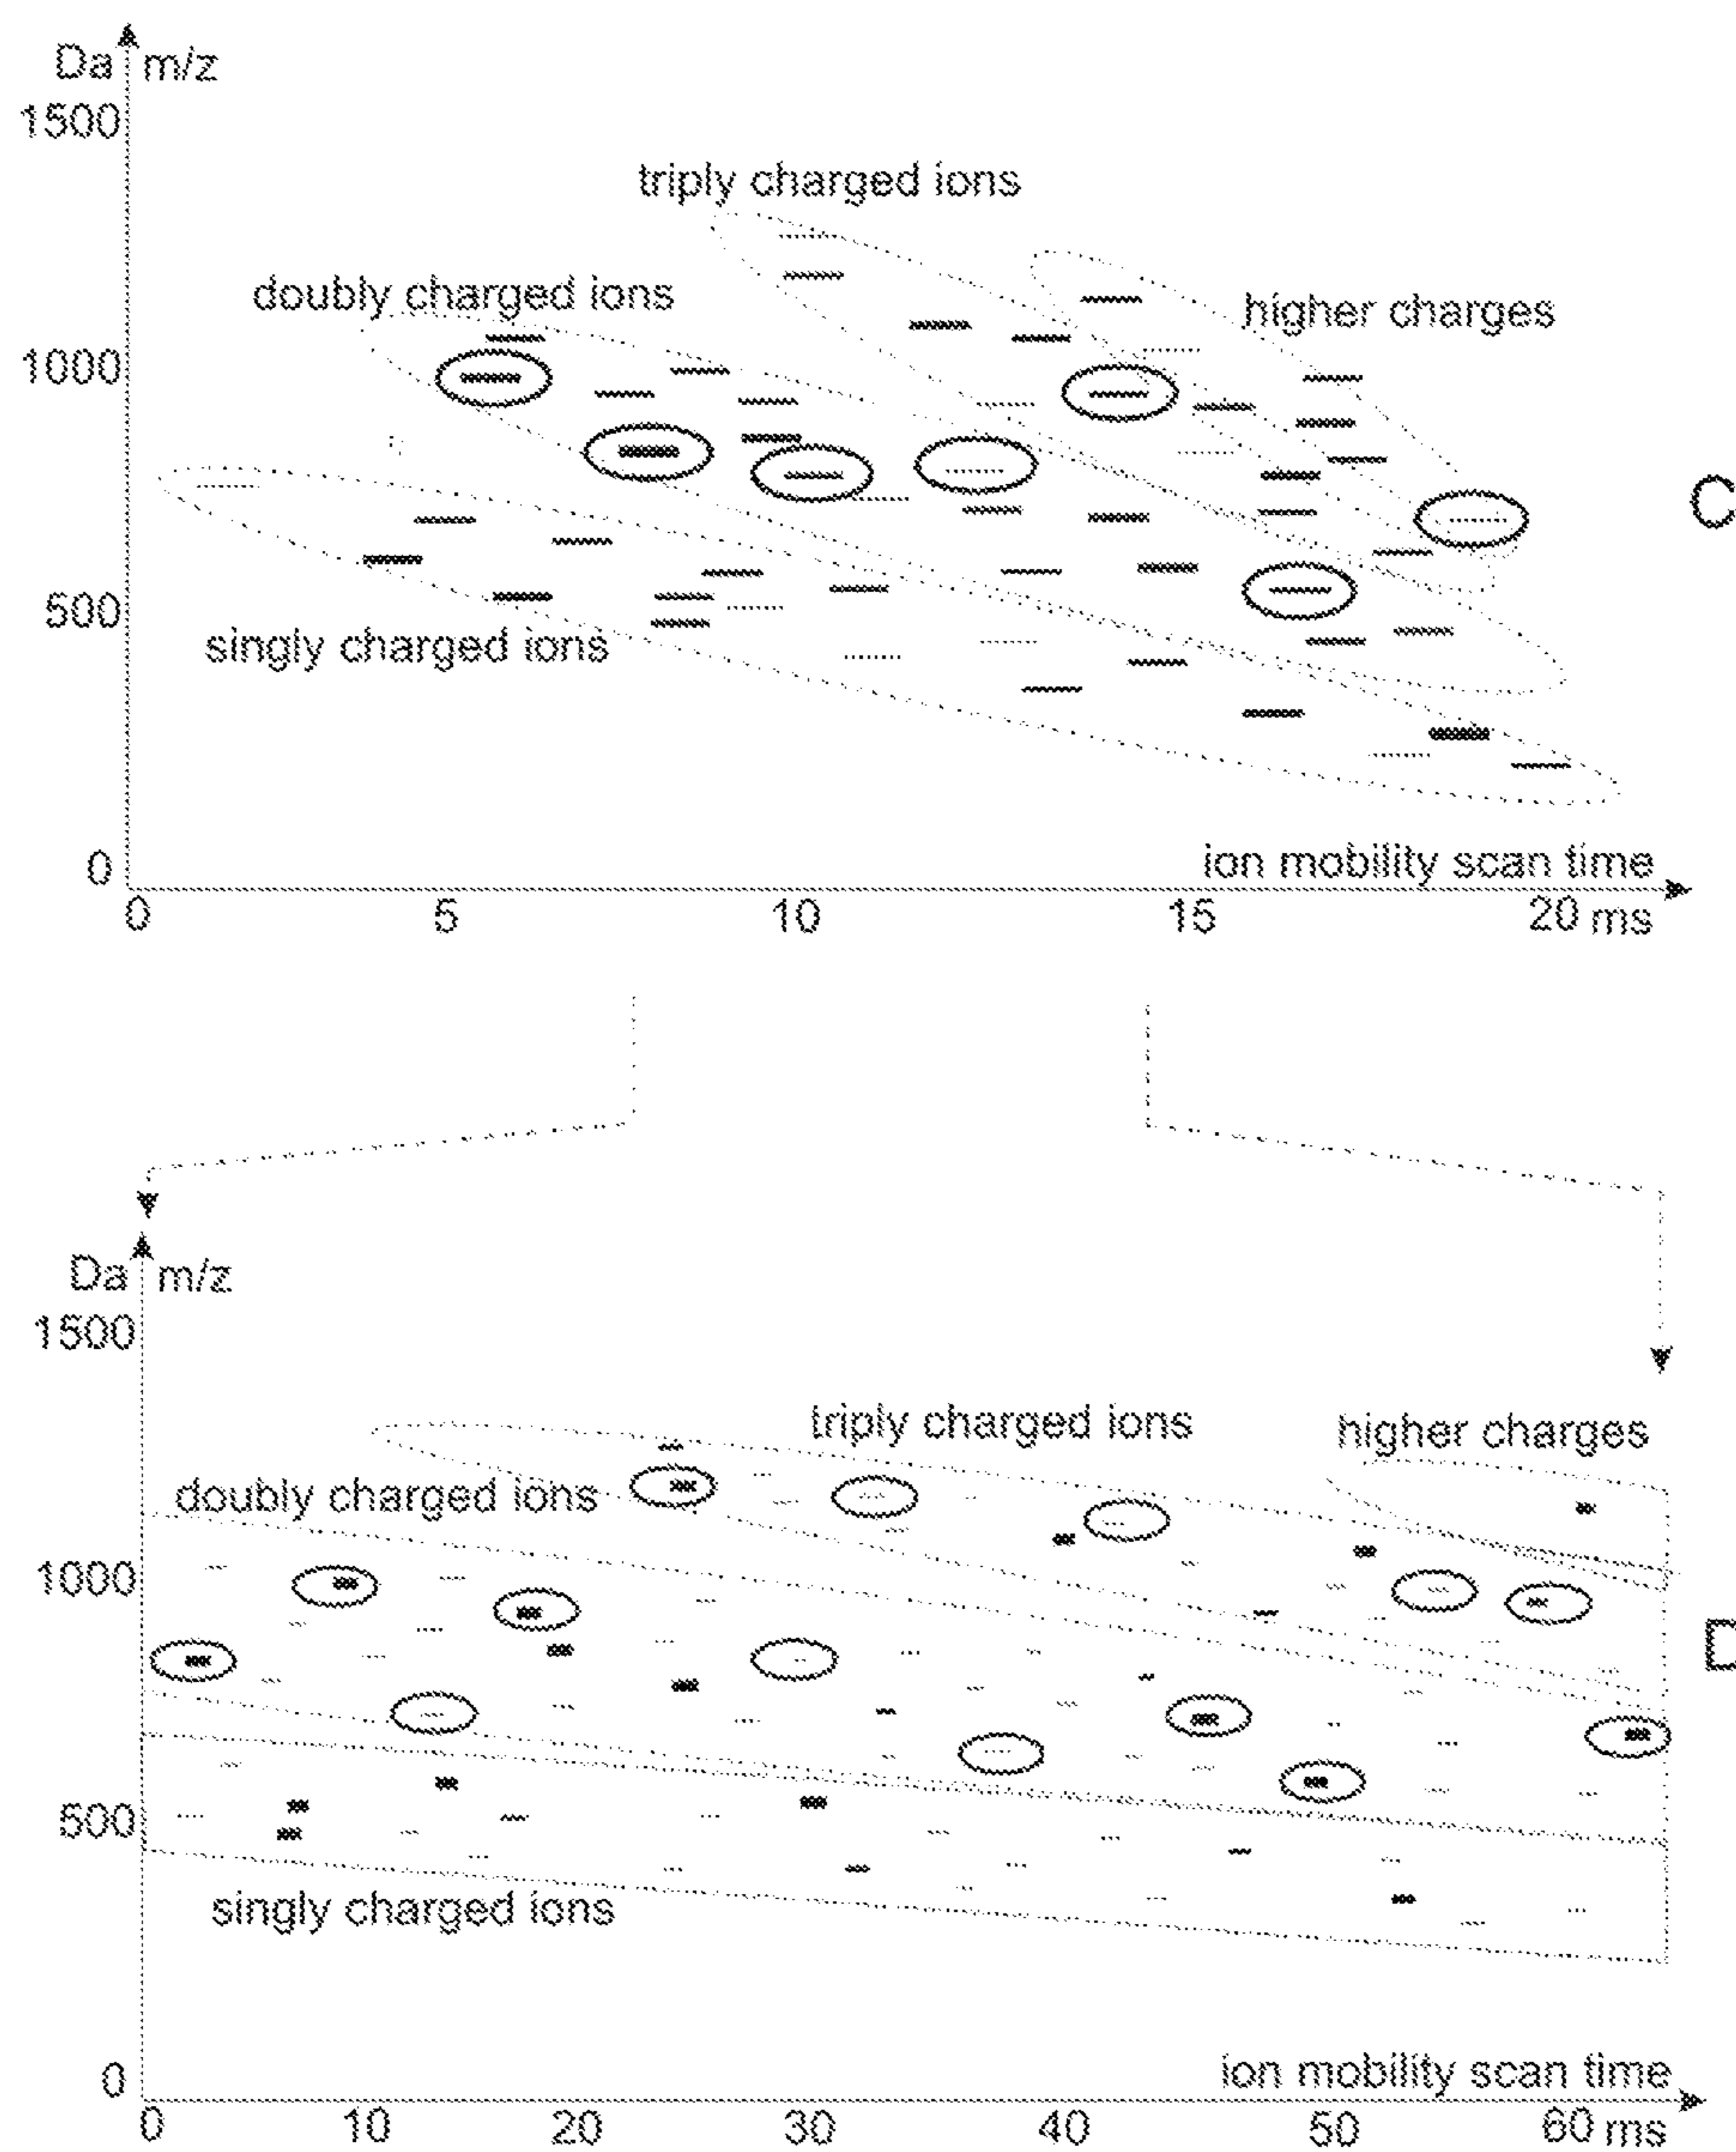 Da m/z
1500
triply charged ions
doubly charged ions
higher charges
1000
C
500
singly charged ions
0
ion mobility scan time
0 5 10 15 20 ms
Da m/z
1500
triply charged ions
higher charges
doubly charged ions
1000
D
500
singly charged ions
0
ion mobility scan time
0 10 20 30 40 50 60 ms